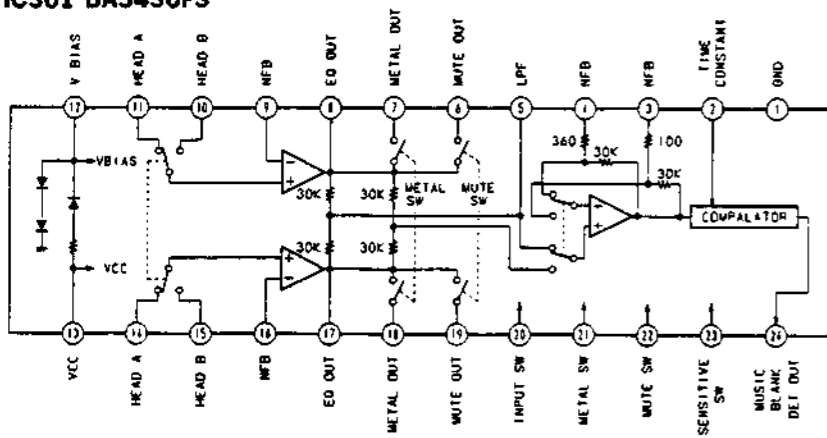 IC301 BA3430FS
V BIAS
HEAD A
HEAD B
NFB
EQ OUT
METAL OUT
MUTE OUT
LPF
NFB
NFB
TIME
CONSTANT
GND
12 11 10 9 8 7 6 5 4 3 2 1
360 100
30K
30K
VBIAS
30K 30K
METAL
SW
MUTE
SW
COMPALATOR
30K 30K
VCC
13 14 15 16 17 18 19 20 21 22 23 24
VCC
HEAD A
HEAD B
NFB
EQ OUT
METAL OUT
MUTE OUT
INPUT SW
METAL SW
MUTE SW
SENSITIVE
SW
MUSIC
BLANK
DET OUT